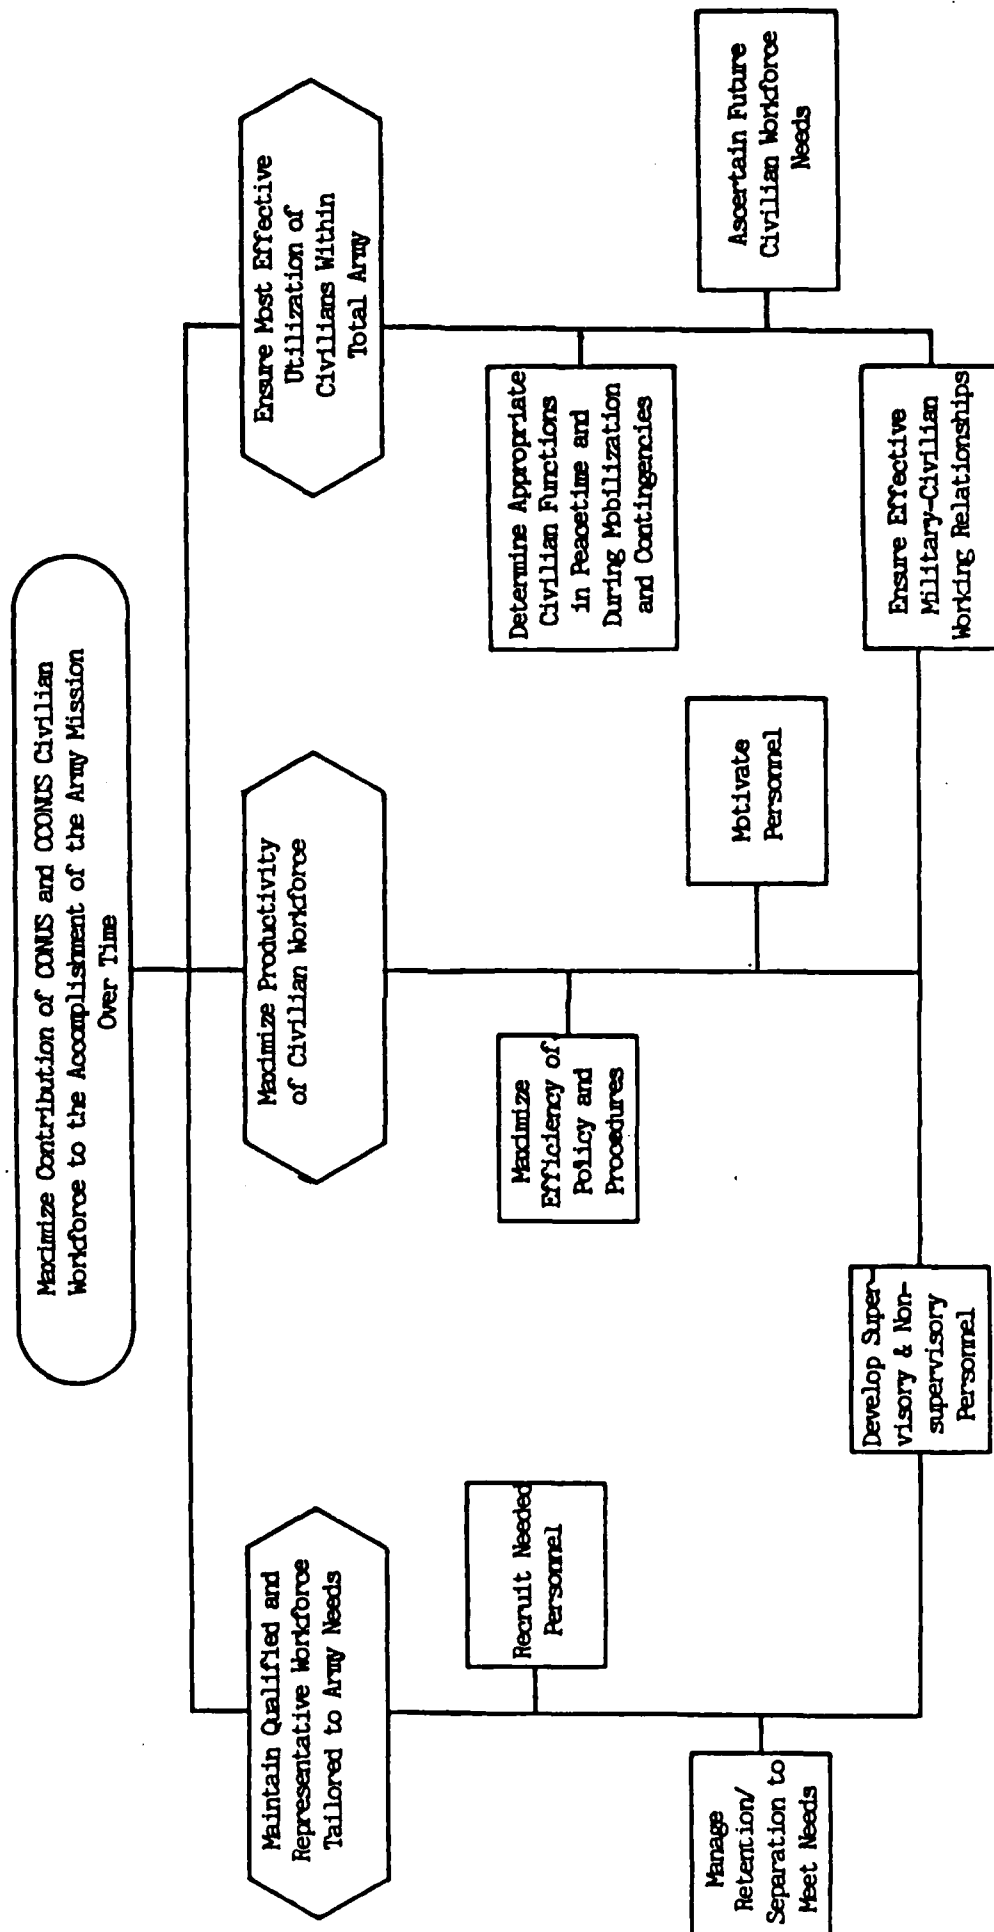 Maximize Contribution of CONUS and OCONUS Civilian
Workforce to the Accomplishment of the Army Mission
Over Time
Maintain Qualified and
Representative Workforce
Tailored to Army Needs
Maximize Productivity
of Civilian Workforce
Ensure Most Effective
Utilization of
Civilians Within
Total Army
Recruit Needed
Personnel
Maximize
Efficiency of
Policy and
Procedures
Determine Appropriate
Civilian Functions
in Peacetime and
During Mobilization
and Contingencies
Manage
Retention/
Separation to
Meet Needs
Motivate
Personnel
Ascertain Future
Civilian Workforce
Needs
Develop Super-
visory & Non-
supervisory
Personnel
Ensure Effective
Military-Civilian
Working Relationships